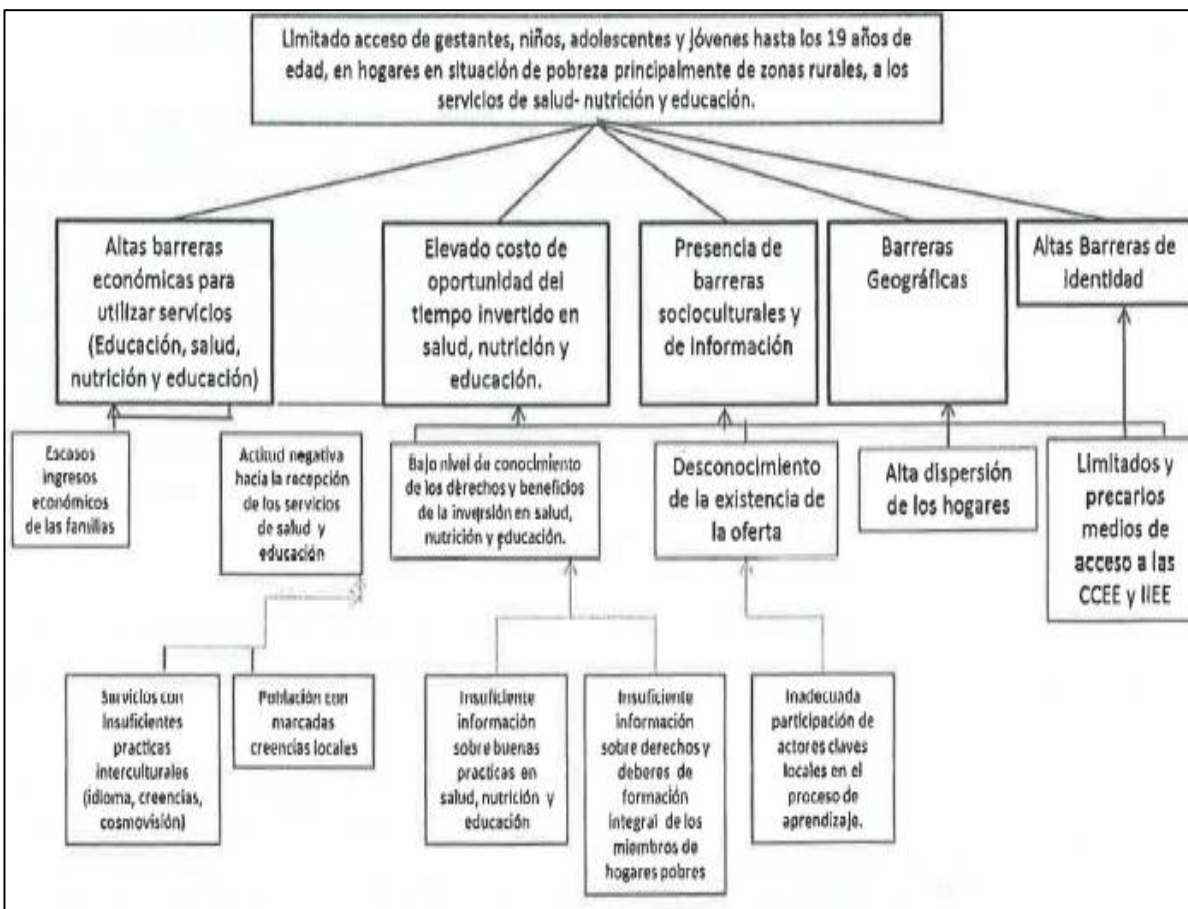 Limitado acceso de gestantes, niños, adolescentes y jóvenes hasta los 19 años de
edad, en hogares en situación de pobreza principalmente de zonas rurales, a los
servicios de salud- nutrición y educación.
Altas barreras
económicas para
utilizar servicios
(Educación, salud,
nutrición y educación)
Elevado costo de
oportunidad del
tiempo invertido en
salud, nutrición y
educación.
Presencia de
barreras
socioculturales y
de información
Barreras
Geográficas
Altas Barreras de
identidad
Escasos
ingresos
económicos
de las familias
Actitud negativa
hacia la recepción
de los servicios
de salud y
educación
Bajo nivel de conocimiento
de los derechos y beneficios
de la inversión en salud,
nutrición y educación.
Desconocimiento
de la existencia de
la oferta
Alta dispersión
de los hogares
Limitados y
precarios
medios de
acceso a las
CCEE y IIEE
Servicios con
insuficientes
practicas
interculturales
(idioma, creencias,
cosmovisión)
Población con
marcadas
creencias locales
Insuficiente
información
sobre buenas
practicas en
salud, nutrición y
educación
Insuficiente
información
sobre derechos y
deberes de
formación
integral de los
miembros de
hogares pobres
Inadecuada
participación de
actores claves
locales en el
proceso de
aprendizaje.